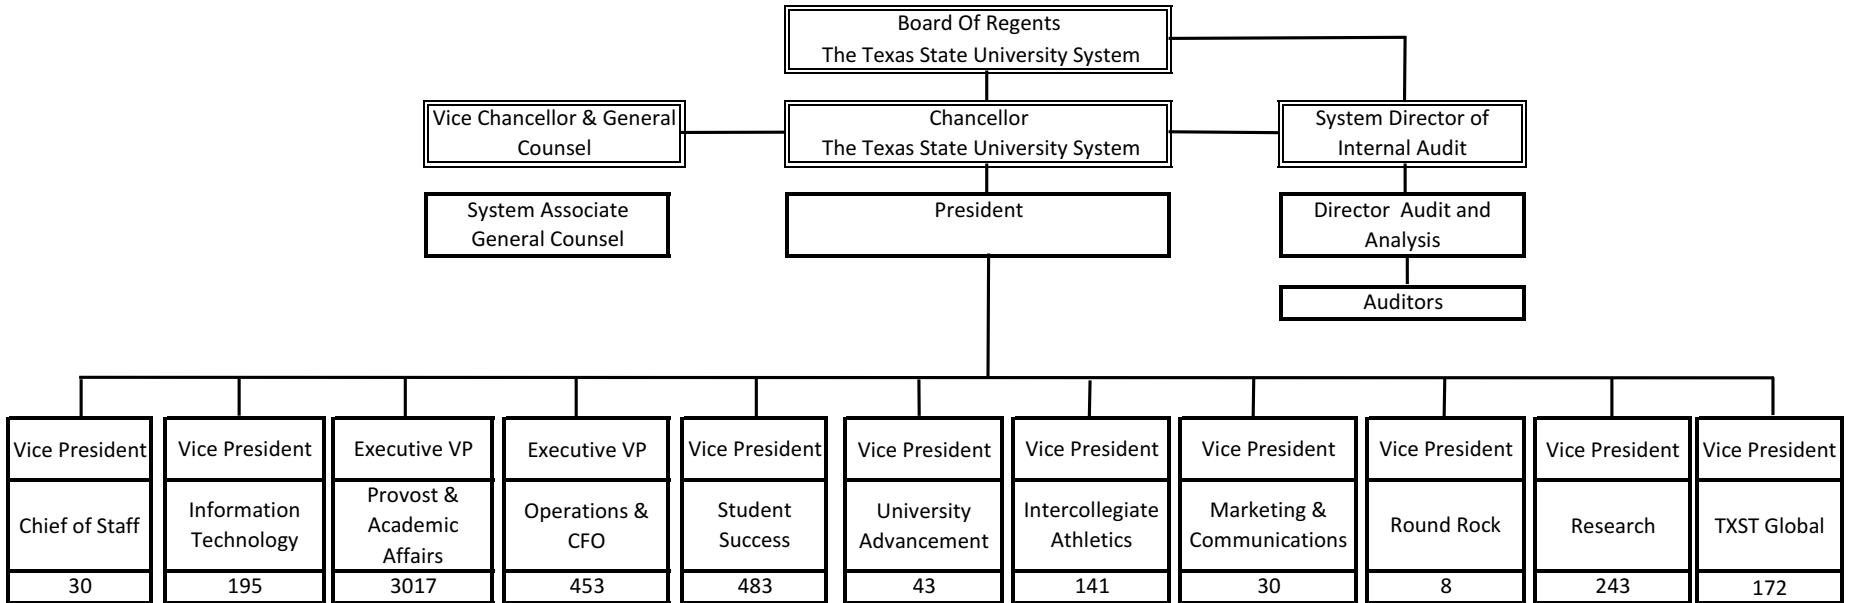 Board Of Regents
The Texas State University System
Vice Chancellor & General
Counsel
Chancellor
The Texas State University System
System Director of
Internal Audit
System Associate
General Counsel
President
Director  Audit and
Analysis
Auditors
Vice President
Chief of Staff
30
Vice President
Information
Technology
195
Executive VP
Provost &
Academic
Affairs
3017
Executive VP
Operations &
CFO
453
Vice President
Student
Success
483
Vice President
University
Advancement
43
Vice President
Intercollegiate
Athletics
141
Vice President
Marketing &
Communications
30
Vice President
Round Rock
8
Vice President
Research
243
Vice President
TXST Global
172